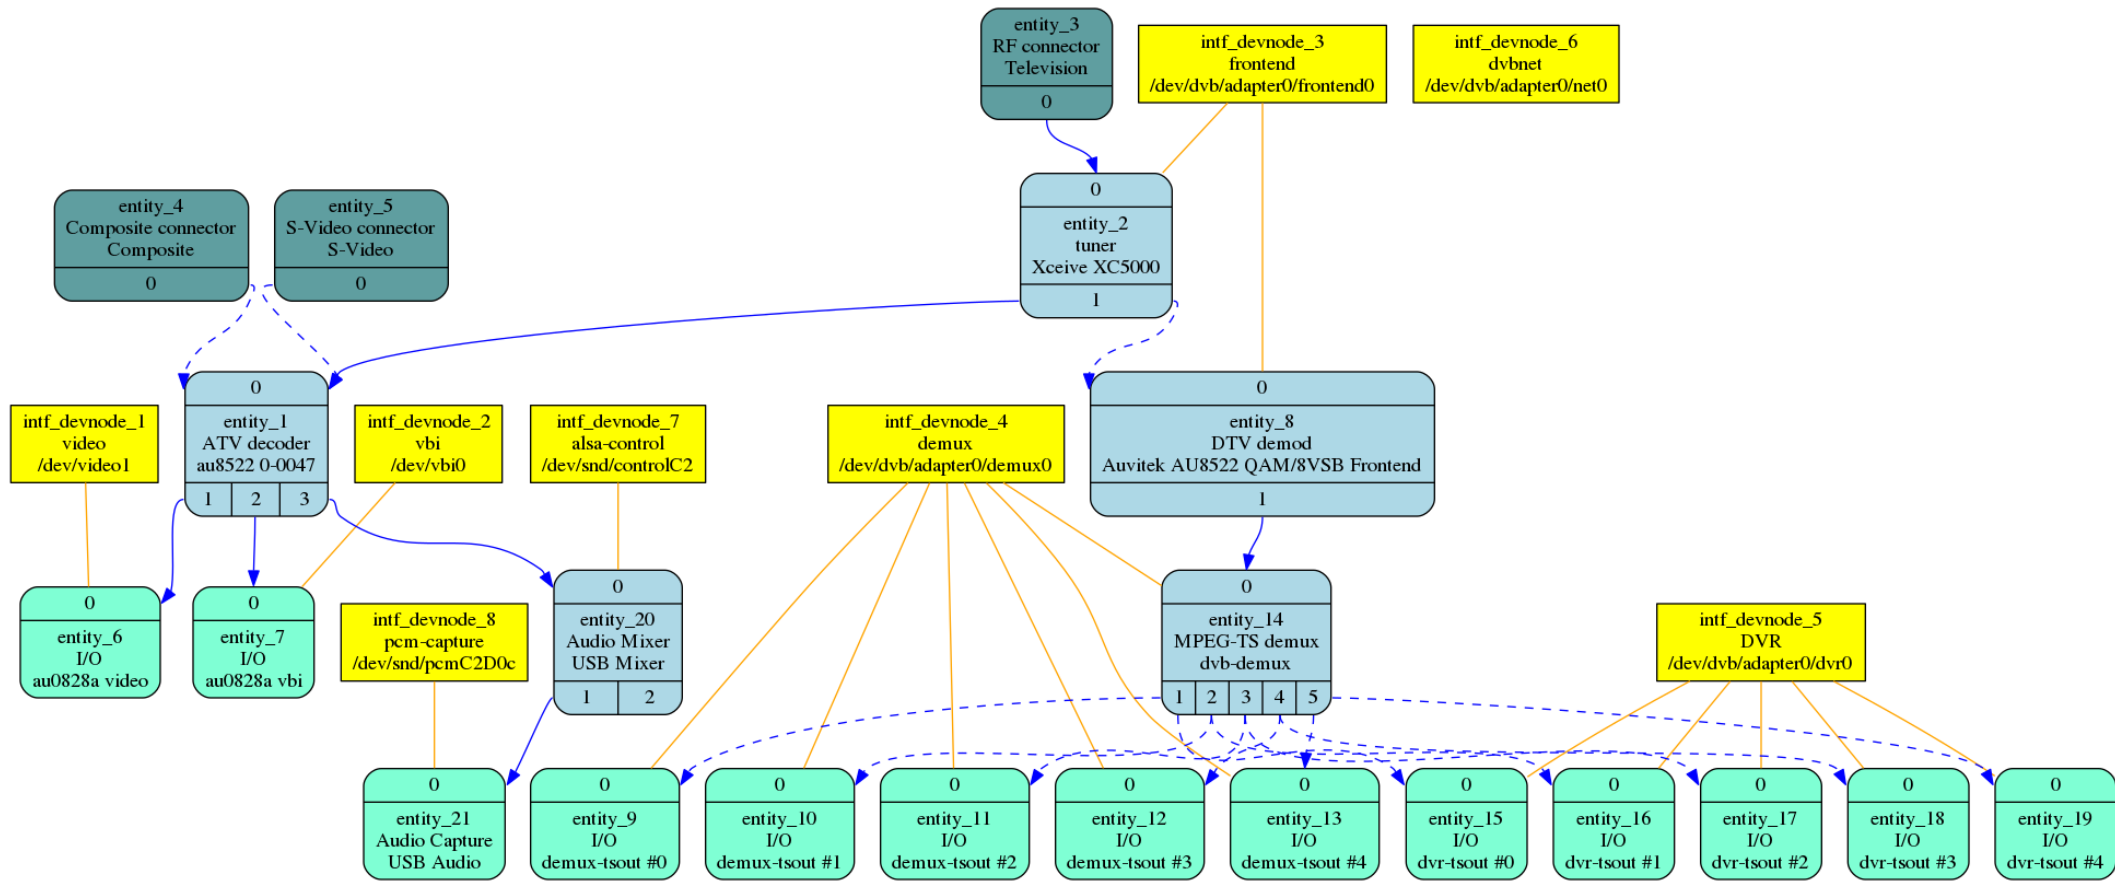 entity_3
RF connector
Television
0
intf_devnode_3
frontend
/dev/dvb/adapter0/frontend0
intf_devnode_6
dvbnet
/dev/dvb/adapter0/net0
entity_4
Composite connector
Composite
0
entity_5
S-Video connector
S-Video
0
0
entity_2
tuner
Xceive XC5000
1
intf_devnode_1
video
/dev/video1
0
entity_1
ATV decoder
au8522 0-0047
1 2 3
intf_devnode_2
vbi
/dev/vbi0
intf_devnode_7
alsa-control
/dev/snd/controlC2
intf_devnode_4
demux
/dev/dvb/adapter0/demux0
0
entity_8
DTV demod
Auvitek AU8522 QAM/8VSB Frontend
1
0
entity_6
I/O
au0828a video
0
entity_7
I/O
au0828a vbi
intf_devnode_8
pcm-capture
/dev/snd/pcmC2D0c
0
entity_20
Audio Mixer
USB Mixer
1 2
0
entity_14
MPEG-TS demux
dvb-demux
1 2 3 4 5
intf_devnode_5
DVR
/dev/dvb/adapter0/dvr0
0
entity_21
Audio Capture
USB Audio
0
entity_9
I/O
demux-tsout #0
0
entity_10
I/O
demux-tsout #1
0
entity_11
I/O
demux-tsout #2
0
entity_12
I/O
demux-tsout #3
0
entity_13
I/O
demux-tsout #4
0
entity_15
I/O
dvr-tsout #0
0
entity_16
I/O
dvr-tsout #1
0
entity_17
I/O
dvr-tsout #2
0
entity_18
I/O
dvr-tsout #3
0
entity_19
I/O
dvr-tsout #4